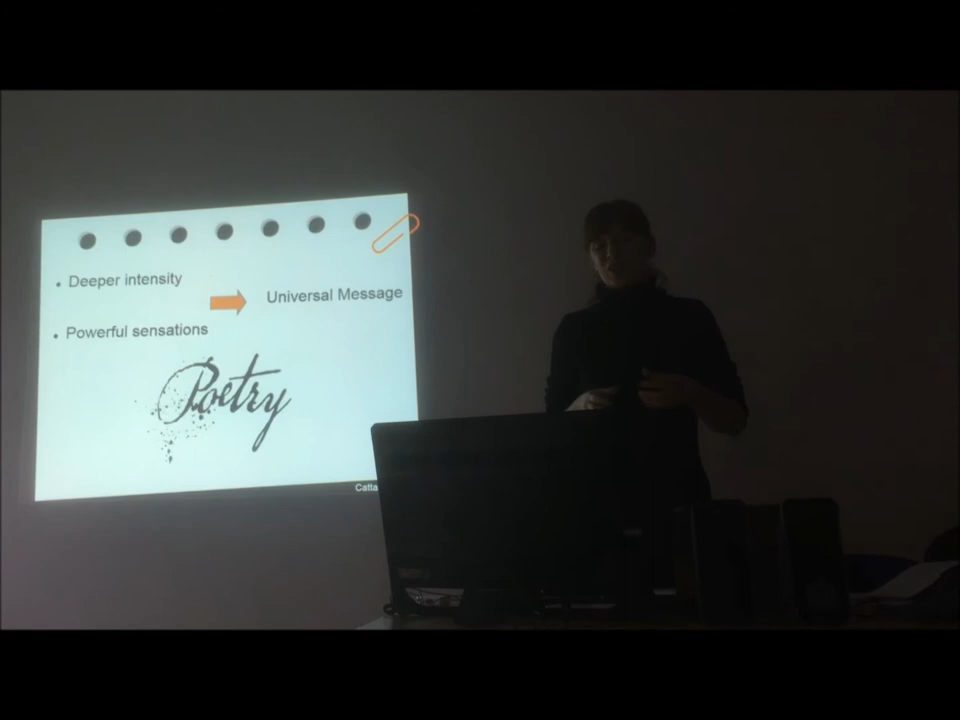 Deeper intensity
Universal Message
Powerful sensations
Poetry